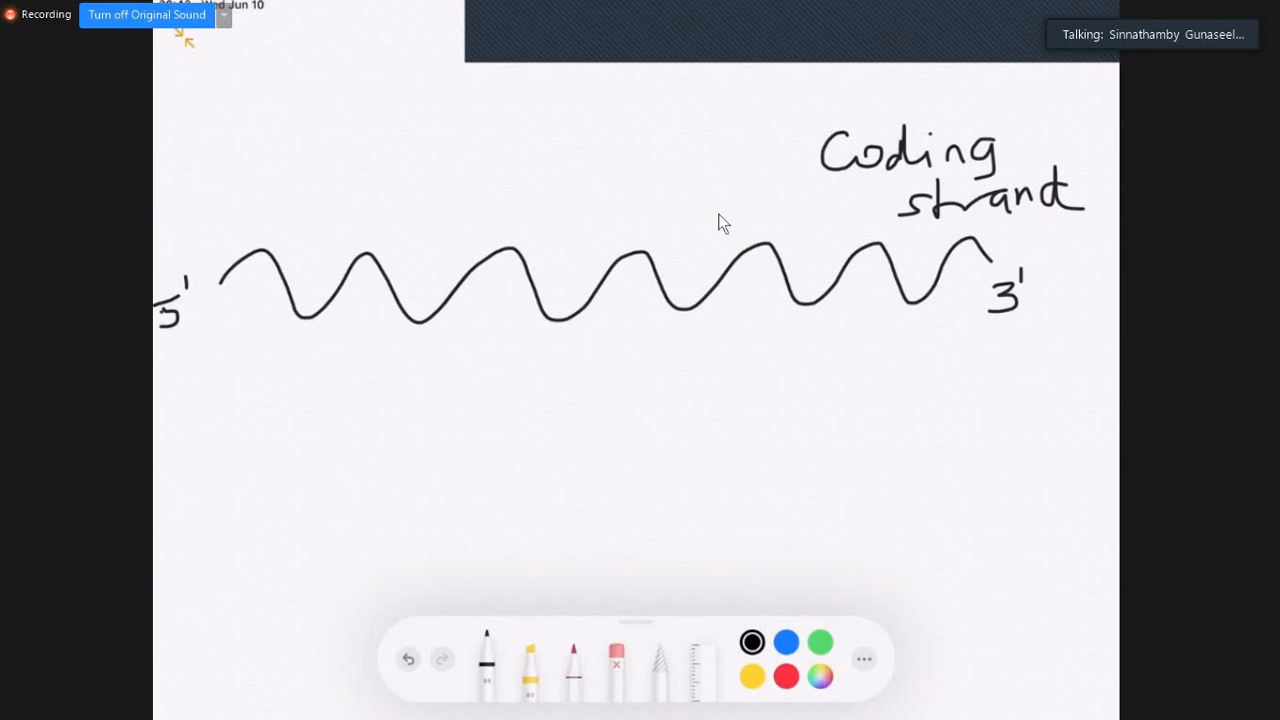 Recording
Turn off Original Sound
Wed Jun 10
Talking: Sinnathamby Gunaseel...
Coding
strand
5'
3'